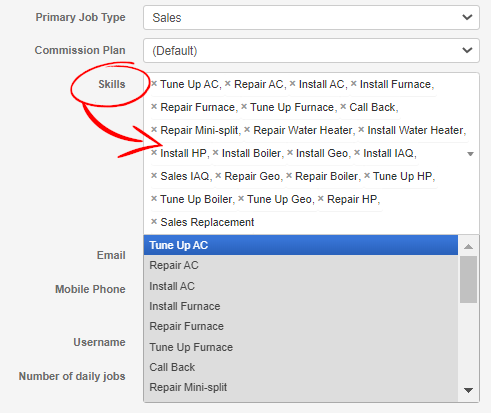 Primary Job Type Sales
Commission Plan (Default)
Skills × Tune Up AC, × Repair AC, × Install AC, × Install Furnace,
× Repair Furnace, × Tune Up Furnace, × Call Back,
× Repair Mini-split, × Repair Water Heater, × Install Water Heater,
× Install HP, × Install Boiler, × Install Geo, × Install IAQ,
× Sales IAQ, × Repair Geo, × Repair Boiler, × Tune Up HP,
× Tune Up Boiler, × Tune Up Geo, × Repair HP,
× Sales Replacement
Email
Mobile Phone
Username
Number of daily jobs
Tune Up AC
Repair AC
Install AC
Install Furnace
Repair Furnace
Tune Up Furnace
Call Back
Repair Mini-split